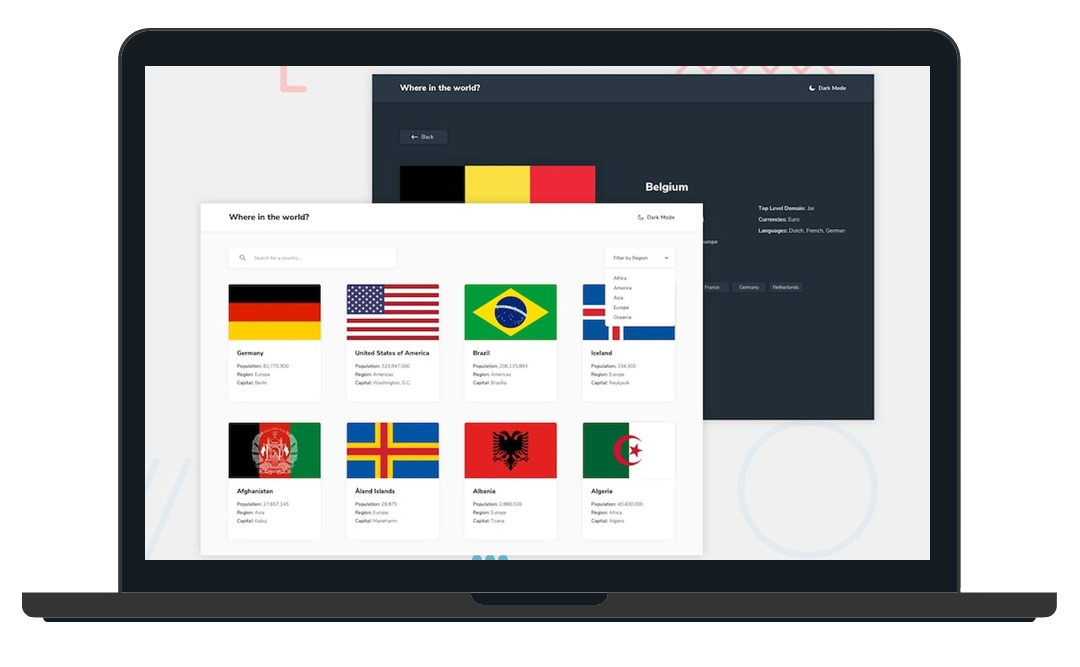 Where in the world?
Dark Mode
Back
Belgium
Top Level Domain: .be
Currencies: Euro
Languages: Dutch, French, German
France
Germany
Netherlands
Where in the world?
Dark Mode
Search for a country...
Filter by Region
Africa
America
Asia
Europe
Oceania
Germany
Population: 81,770,900
Region: Europe
Capital: Berlin
United States of America
Population: 323,947,000
Region: Americas
Capital: Washington, D.C.
Brazil
Population: 206,135,893
Region: Americas
Capital: Brasília
Iceland
Population: 334,300
Region: Europe
Capital: Reykjavík
Afghanistan
Population: 27,657,145
Region: Asia
Capital: Kabul
Åland Islands
Population: 28,875
Region: Europe
Capital: Mariehamn
Albania
Population: 2,886,026
Region: Europe
Capital: Tirana
Algeria
Population: 40,400,000
Region: Africa
Capital: Algiers